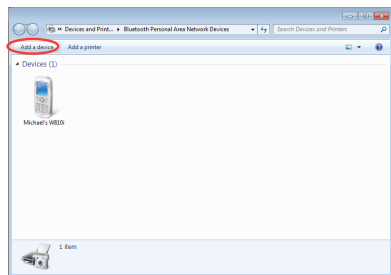 « Devices and Print... ▸ Bluetooth Personal Area Network Devices
Search Devices and Printers
Add a device
Add a printer
Devices (1)
Michael's W810i
1 item